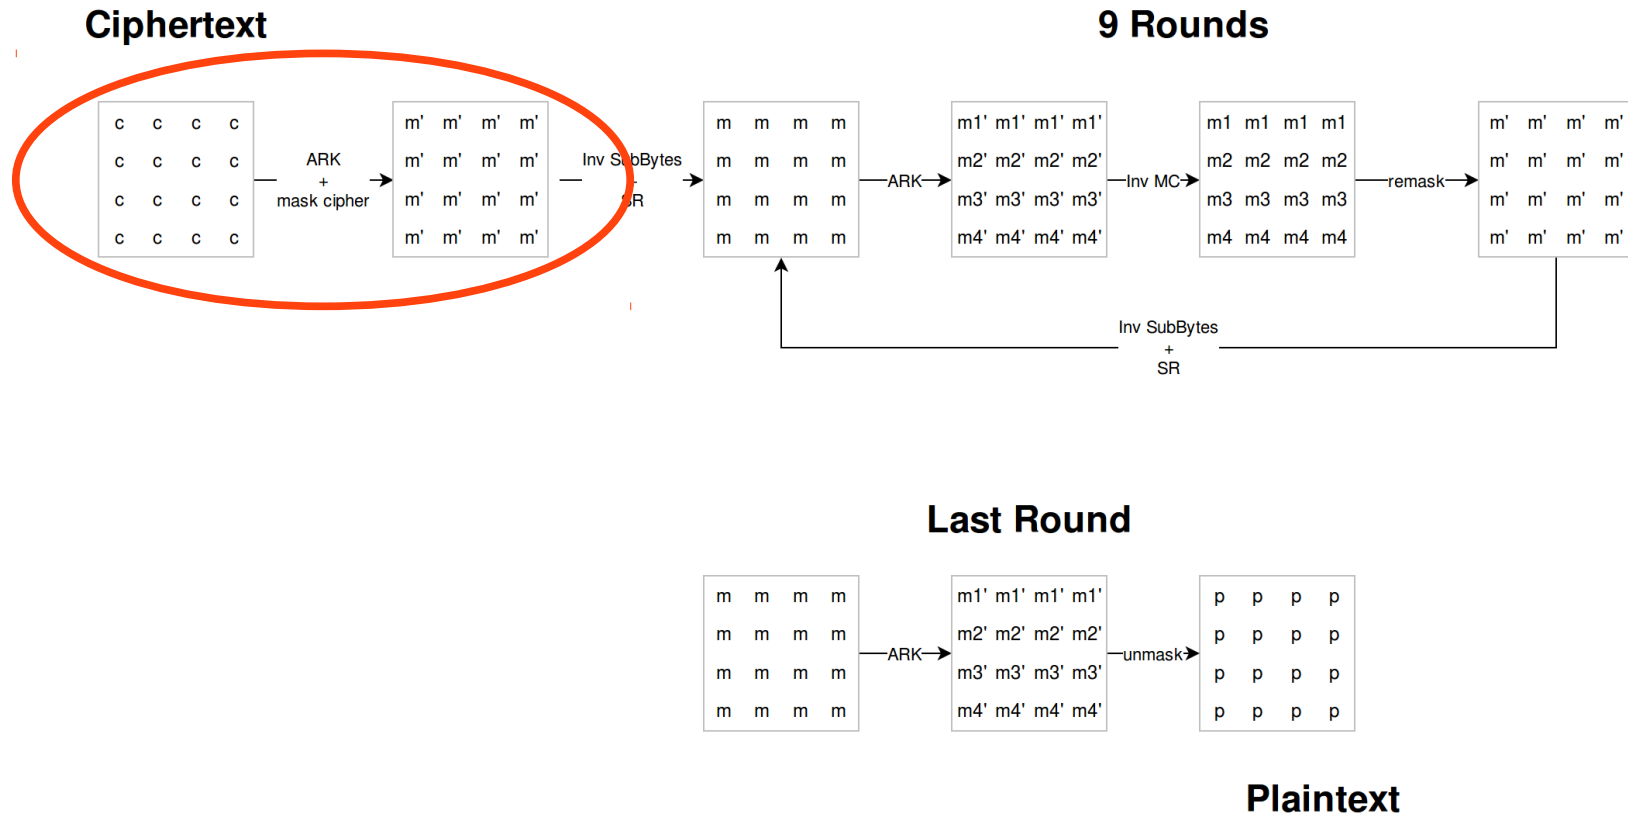 Ciphertext
9 Rounds
c c c c
c c c c
c c c c
c c c c
ARK
+
mask cipher
m' m' m' m'
m' m' m' m'
m' m' m' m'
m' m' m' m'
Inv SubBytes
SR
m m m m
m m m m
m m m m
m m m m
ARK
m1' m1' m1' m1'
m2' m2' m2' m2'
m3' m3' m3' m3'
m4' m4' m4' m4'
Inv MC
m1 m1 m1 m1
m2 m2 m2 m2
m3 m3 m3 m3
m4 m4 m4 m4
remask
m' m' m' m'
m' m' m' m'
m' m' m' m'
m' m' m' m'
Inv SubBytes
+
SR
Last Round
m m m m
m m m m
m m m m
m m m m
ARK
m1' m1' m1' m1'
m2' m2' m2' m2'
m3' m3' m3' m3'
m4' m4' m4' m4'
unmask
p p p p
p p p p
p p p p
p p p p
Plaintext